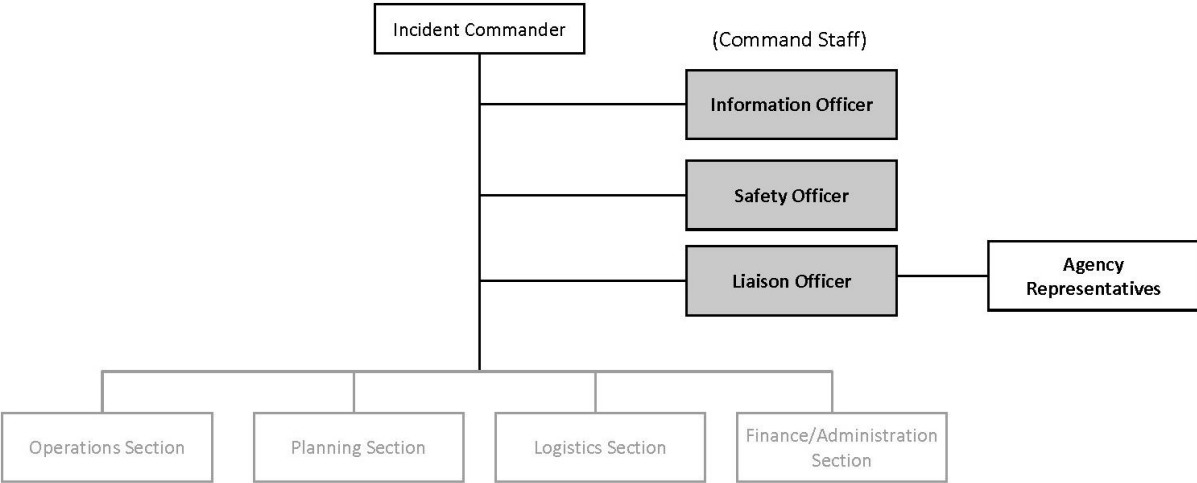 Incident Commander
(Command Staff)
Information Officer
Safety Officer
Liaison Officer
Agency
Representatives
Operations Section
Planning Section
Logistics Section
Finance/Administration
Section